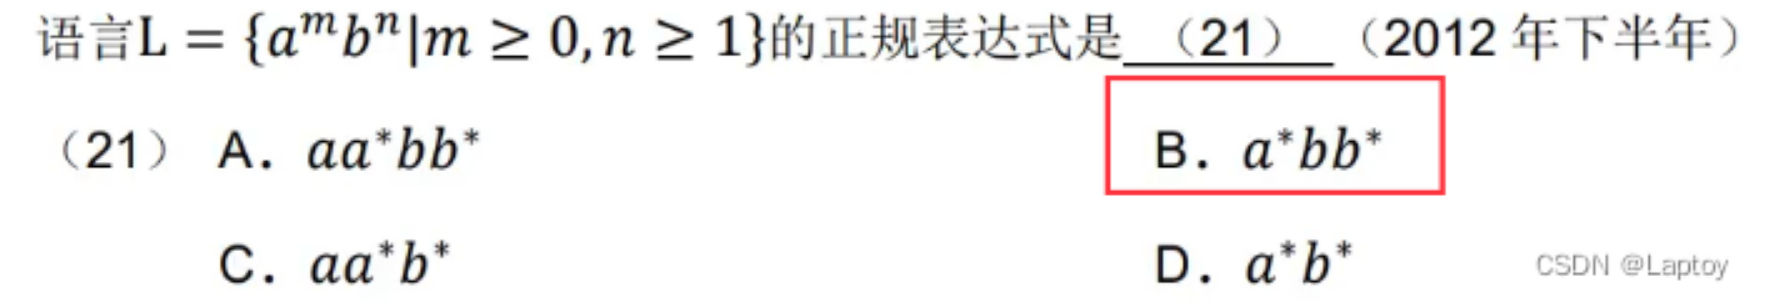 语言L = {aᵐbⁿ|m ≥ 0, n ≥ 1}的正规表达式是 （21） （2012 年下半年）
（21） A. aa*bb* B. a*bb*
C. aa*b* D. a*b*
CSDN @Laptoy